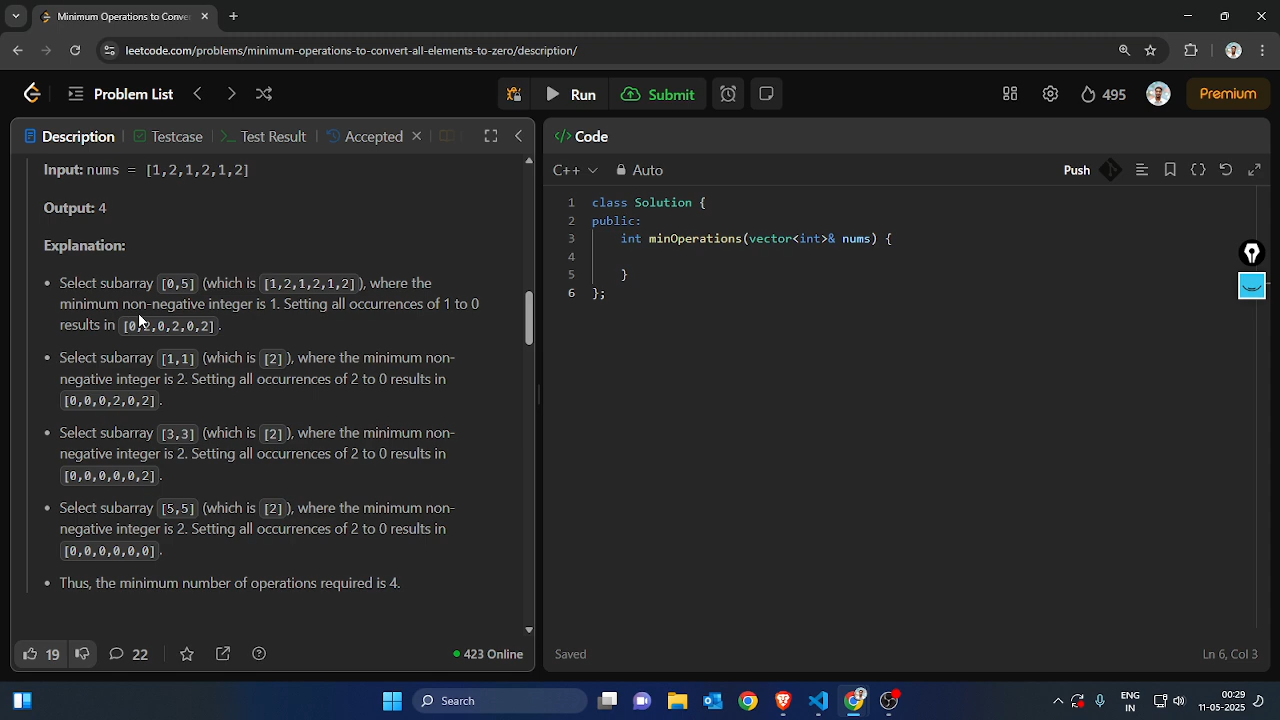 Minimum Operations to Conver
leetcode.com/problems/minimum-operations-to-convert-all-elements-to-zero/description/
Problem List
Run
Submit
495
Premium
Description
Testcase
Test Result
Accepted
Code
C++
Auto
Push
Input: nums = [1,2,1,2,1,2]
Output: 4
Explanation:
• Select subarray [0,5] (which is [1,2,1,2,1,2]), where the
minimum non-negative integer is 1. Setting all occurrences of 1 to 0
results in [0,2,0,2,0,2].
• Select subarray [1,1] (which is [2]), where the minimum non-
negative integer is 2. Setting all occurrences of 2 to 0 results in
[0,0,0,2,0,2].
• Select subarray [3,3] (which is [2]), where the minimum non-
negative integer is 2. Setting all occurrences of 2 to 0 results in
[0,0,0,0,0,2].
• Select subarray [5,5] (which is [2]), where the minimum non-
negative integer is 2. Setting all occurrences of 2 to 0 results in
[0,0,0,0,0,0].
• Thus, the minimum number of operations required is 4.
19
22
423 Online
1 class Solution {
2 public:
3 int minOperations(vector<int>& nums) {
4
5 }
6 };
Saved
Ln 6, Col 3
Search
ENG
IN
00:29
11-05-2025